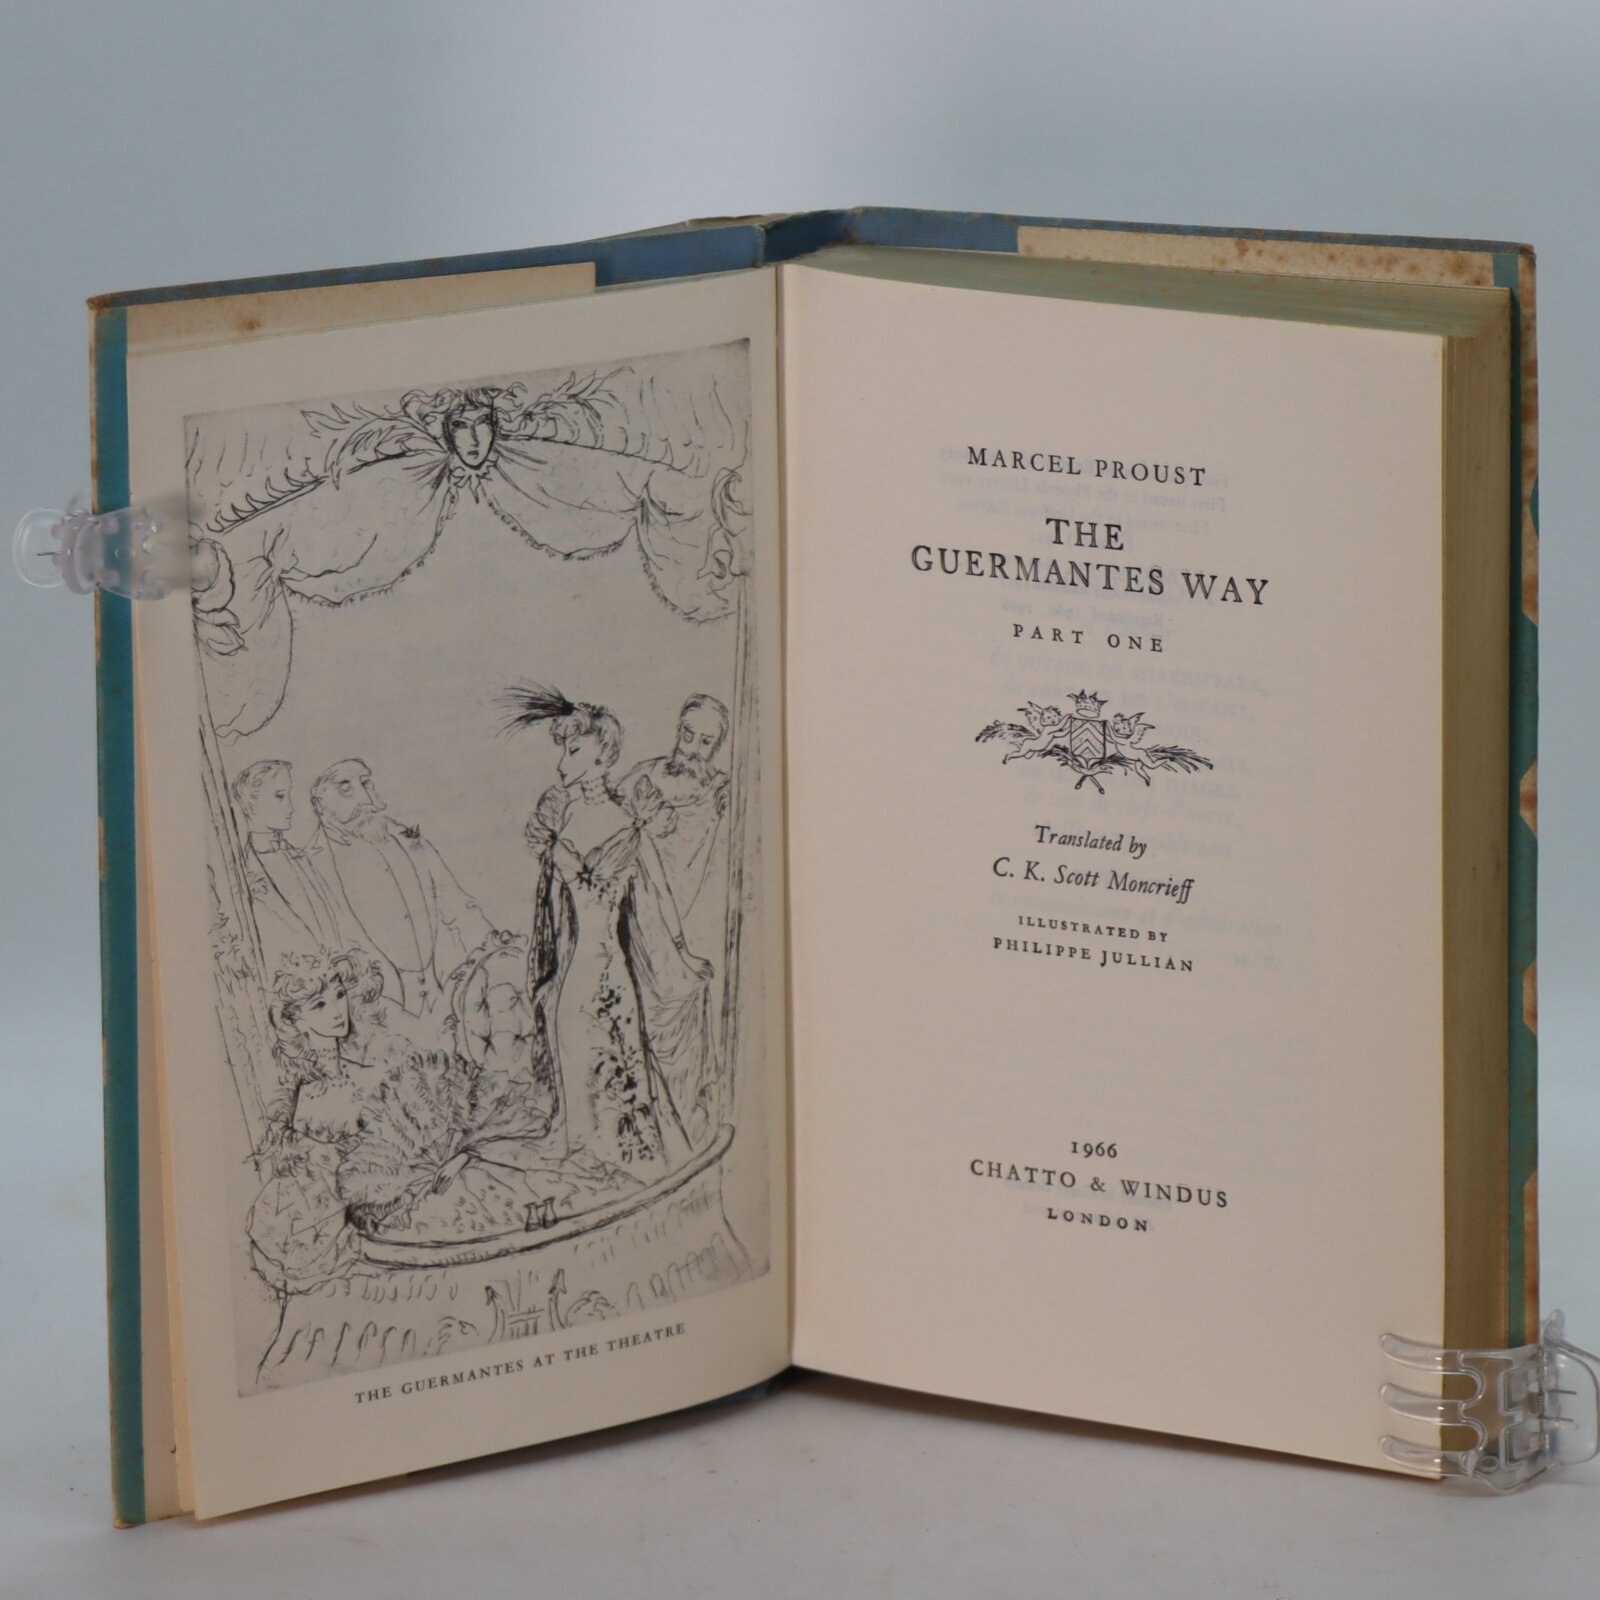 THE GUERMANTES AT THE THEATRE
MARCEL PROUST
THE
GUERMANTES WAY
PART ONE
Translated by
C. K. Scott Moncrieff
ILLUSTRATED BY
PHILIPPE JULLIAN
1966
CHATTO & WINDUS
LONDON